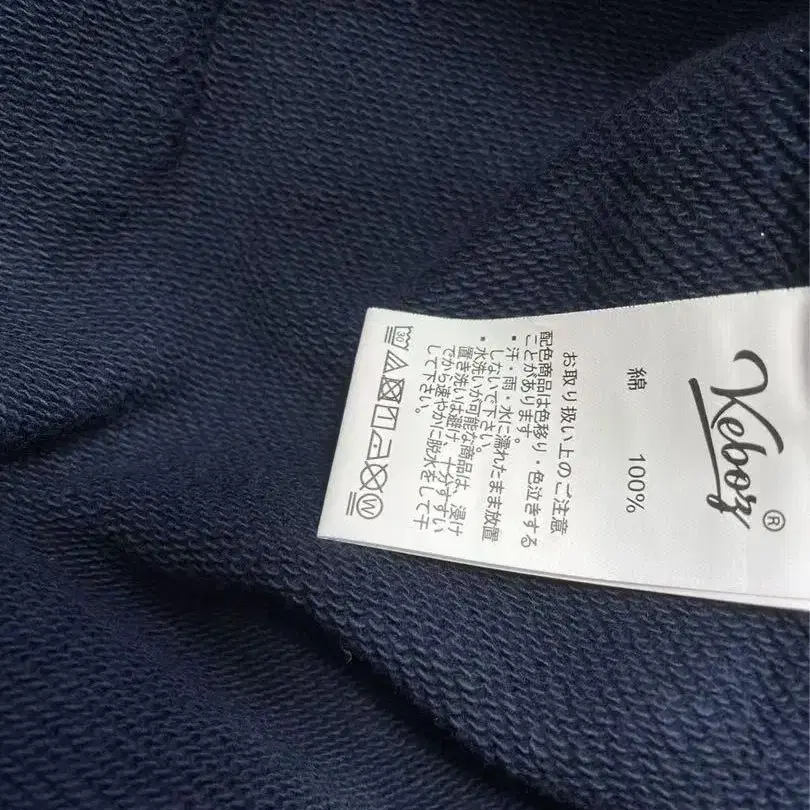 Keboz®
綿 100%
お取り扱い上のご注意
配色商品は色移り・色泣きする
ことがあります。
• 汗・雨・水に濡れたまま放置
しないで下さい。
• 水洗いが可能な商品は、浸け
置き洗いは避け、十分すすい
でから速やかに脱水をして干
して下さい。
30
W